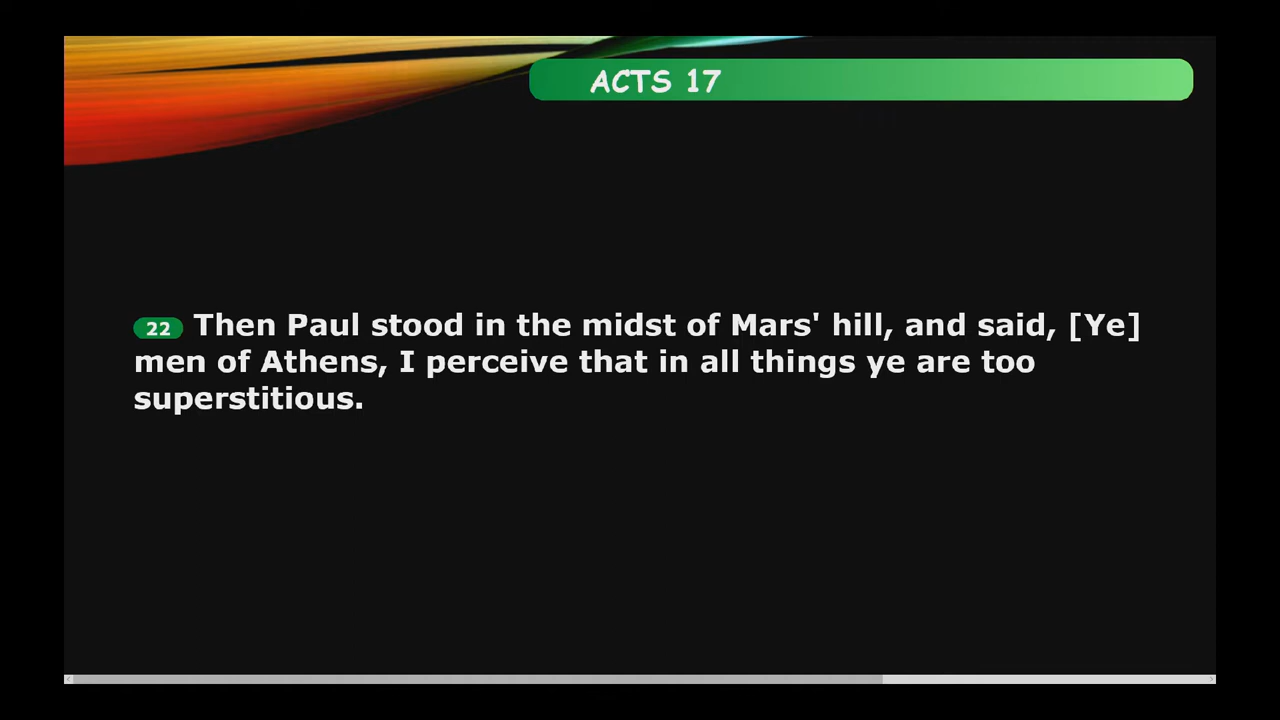 ACTS 17
22 Then Paul stood in the midst of Mars' hill, and said, [Ye]
men of Athens, I perceive that in all things ye are too
superstitious.